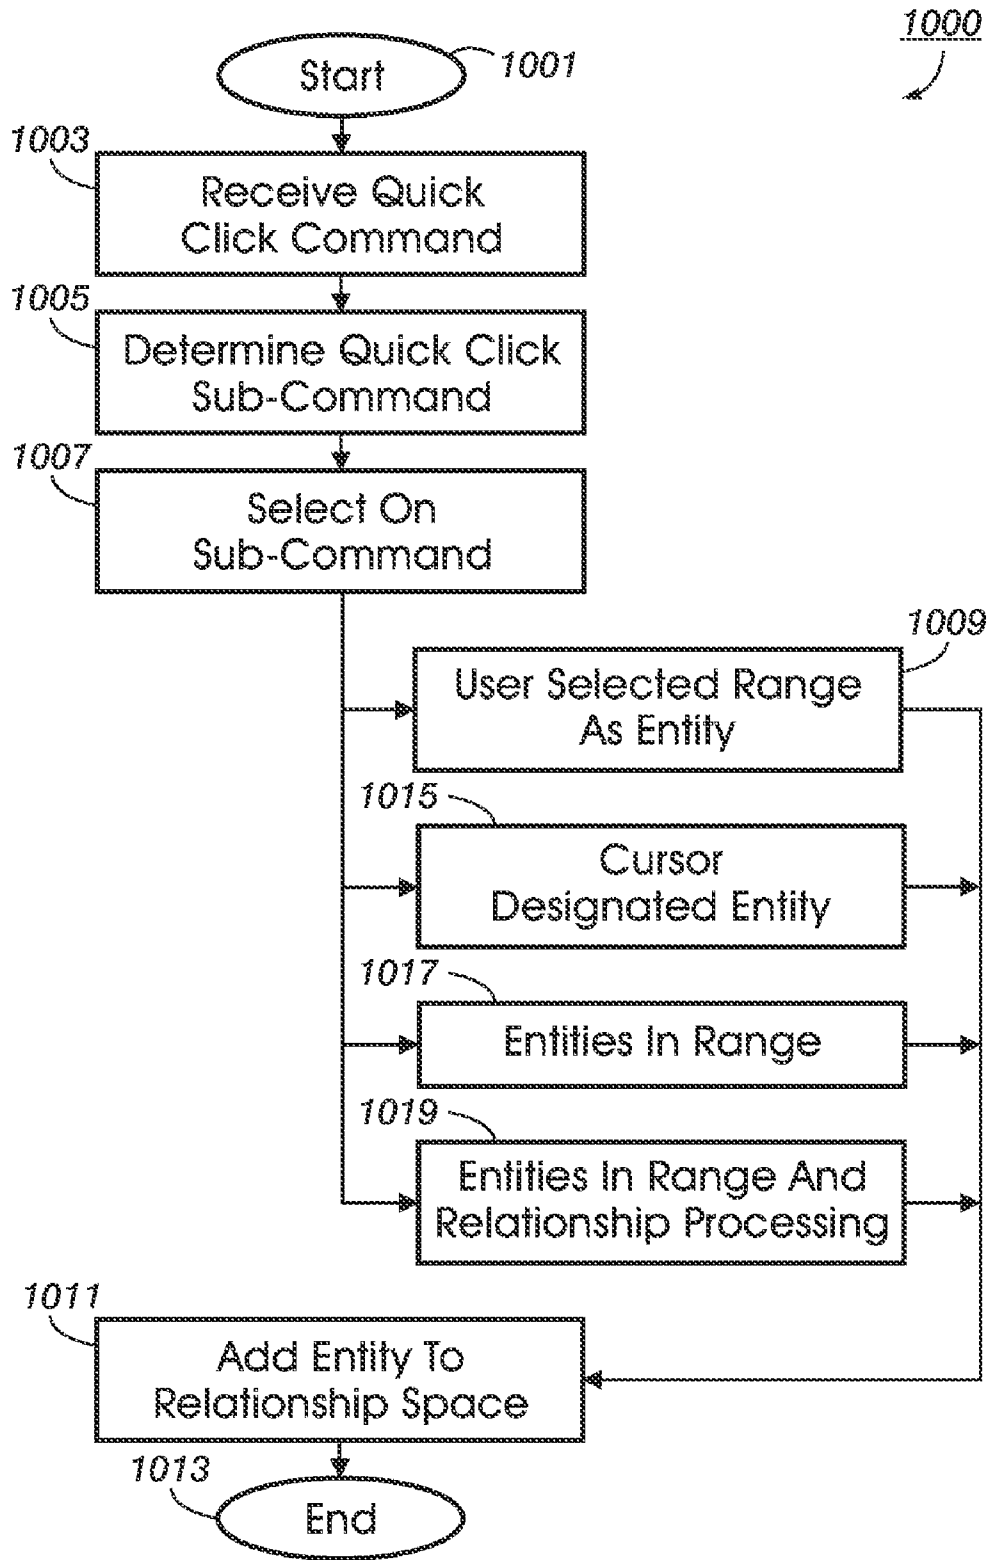 1000
Start
1001
1003
Receive Quick
Click Command
1005
Determine Quick Click
Sub-Command
1007
Select On
Sub-Command
1009
User Selected Range
As Entity
1015
Cursor
Designated Entity
1017
Entities In Range
1019
Entities In Range And
Relationship Processing
1011
Add Entity To
Relationship Space
1013
End